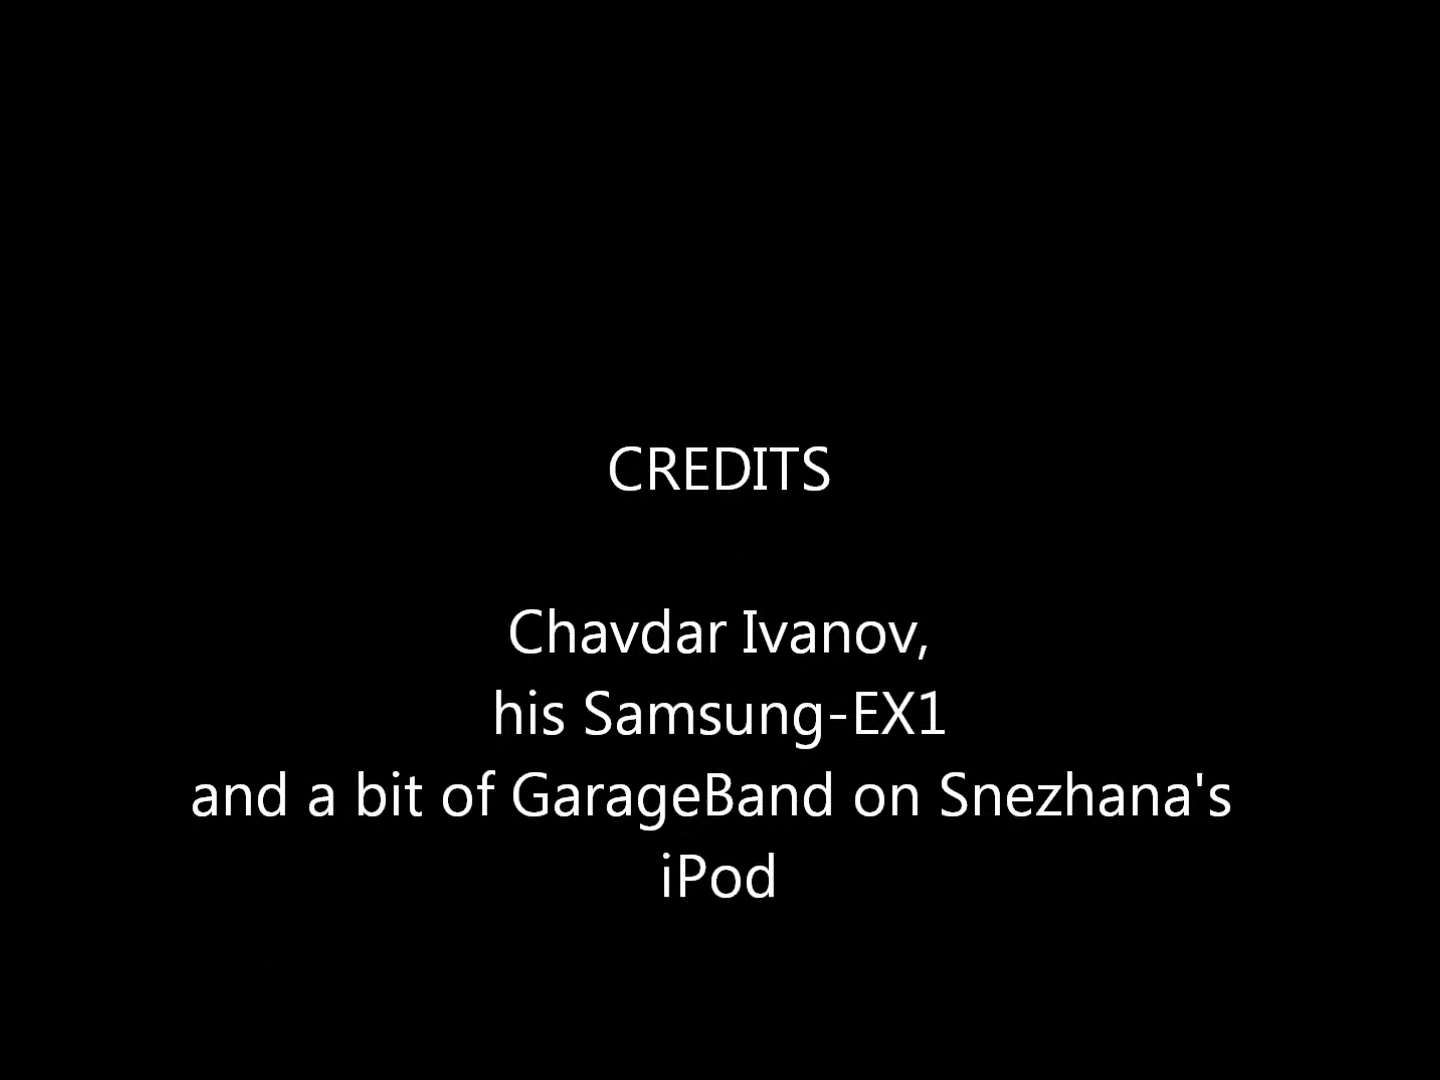 CREDITS
Chavdar Ivanov,
his Samsung-EX1
and a bit of GarageBand on Snezhana's
iPod